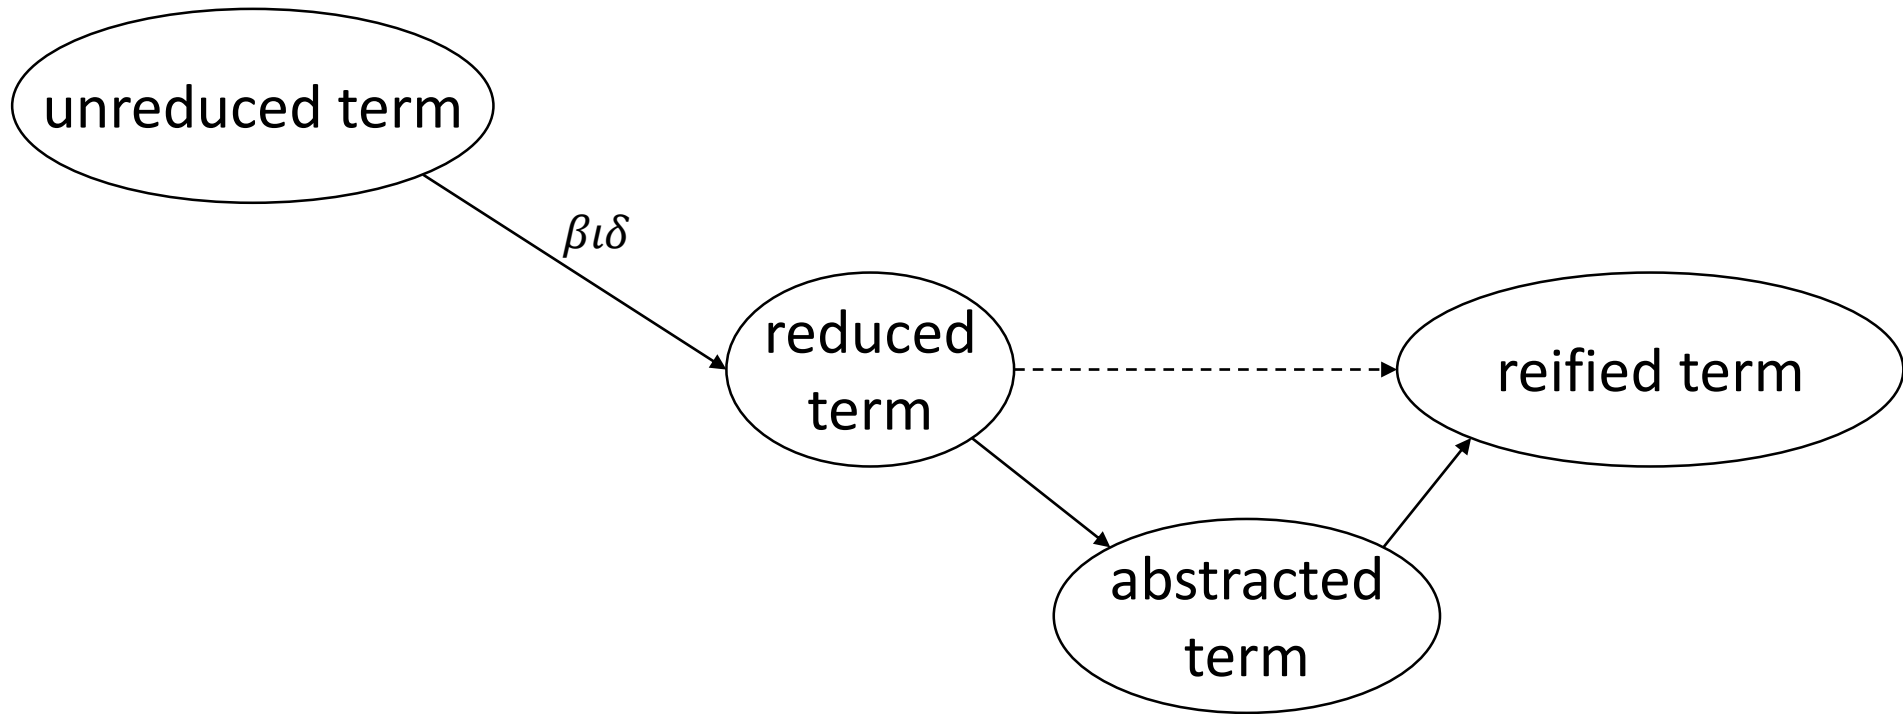 unreduced term
βιδ
reduced
term
reified term
abstracted
term